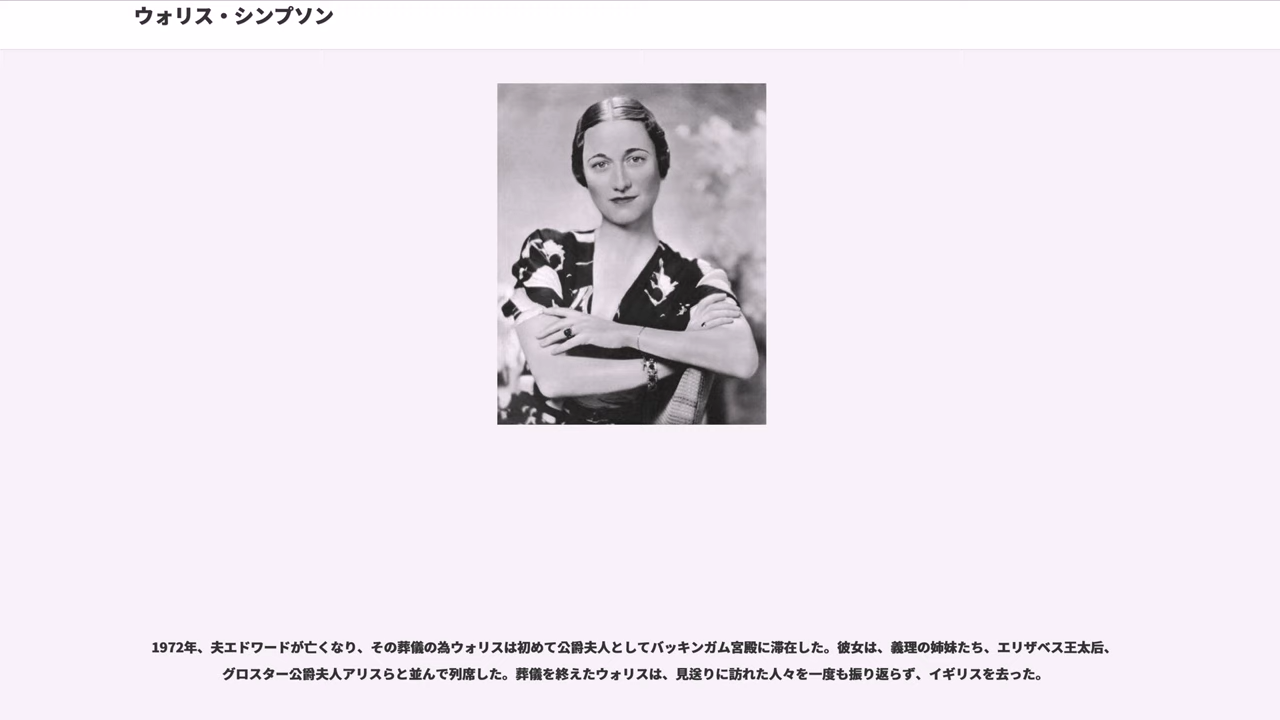 ウォリス・シンプソン
1972年、夫エドワードが亡くなり、その葬儀の為ウォリスは初めて公爵夫人としてバッキンガム宮殿に滞在した。彼女は、義理の姉妹たち、エリザベス王太后、
グロスター公爵夫人アリスらと並んで列席した。葬儀を終えたウォリスは、見送りに訪れた人々を一度も振り返らず、イギリスを去った。